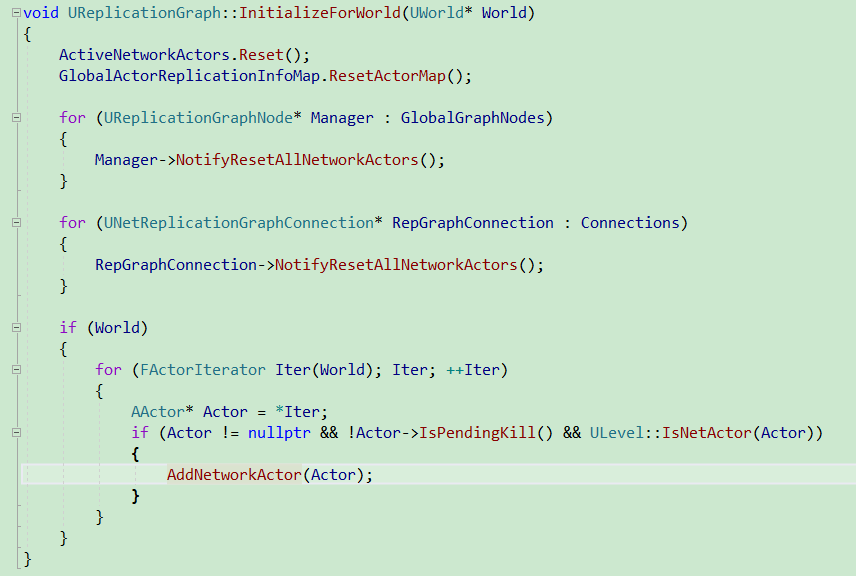 void UReplicationGraph::InitializeForWorld(UWorld* World)
{
    ActiveNetworkActors.Reset();
    GlobalActorReplicationInfoMap.ResetActorMap();

    for (UReplicationGraphNode* Manager : GlobalGraphNodes)
    {
        Manager->NotifyResetAllNetworkActors();
    }

    for (UNetReplicationGraphConnection* RepGraphConnection : Connections)
    {
        RepGraphConnection->NotifyResetAllNetworkActors();
    }

    if (World)
    {
        for (FActorIterator Iter(World); Iter; ++Iter)
        {
            AActor* Actor = *Iter;
            if (Actor != nullptr && !Actor->IsPendingKill() && ULevel::IsNetActor(Actor))
            {
                AddNetworkActor(Actor);
            }
        }
    }
}